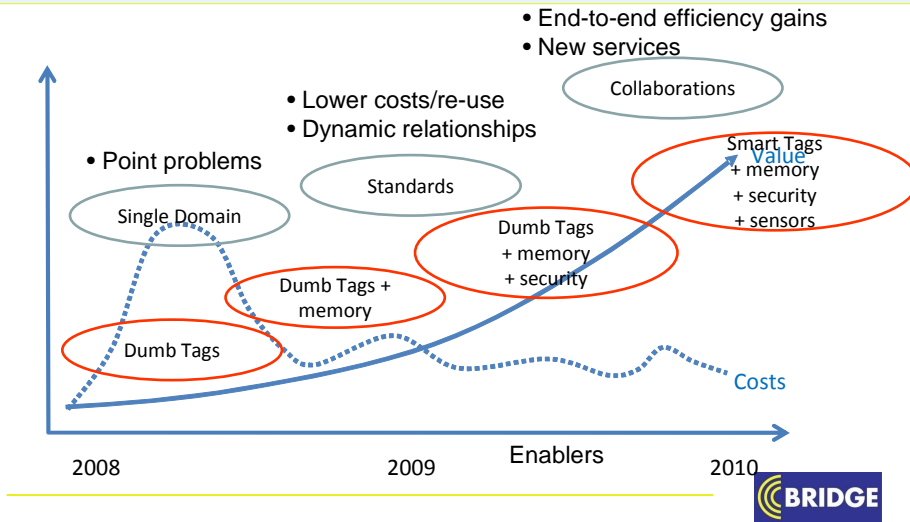 • End-to-end efficiency gains
• New services
Collaborations
• Lower costs/re-use
• Dynamic relationships
• Point problems
Standards
Single Domain
Smart Tags
Value
+ memory
+ security
+ sensors
Dumb Tags
+ memory
+ security
Dumb Tags +
memory
Dumb Tags
Costs
Enablers
2008
2009
2010
BRIDGE